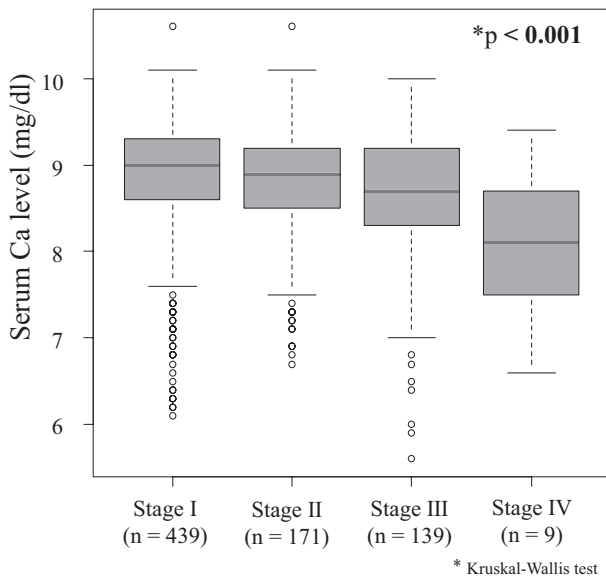 *p < 0.001
Serum Ca level (mg/dl)
10
9
8
7
6
Stage I
(n = 439)
Stage II
(n = 171)
Stage III
(n = 139)
Stage IV
(n = 9)
* Kruskal-Wallis test